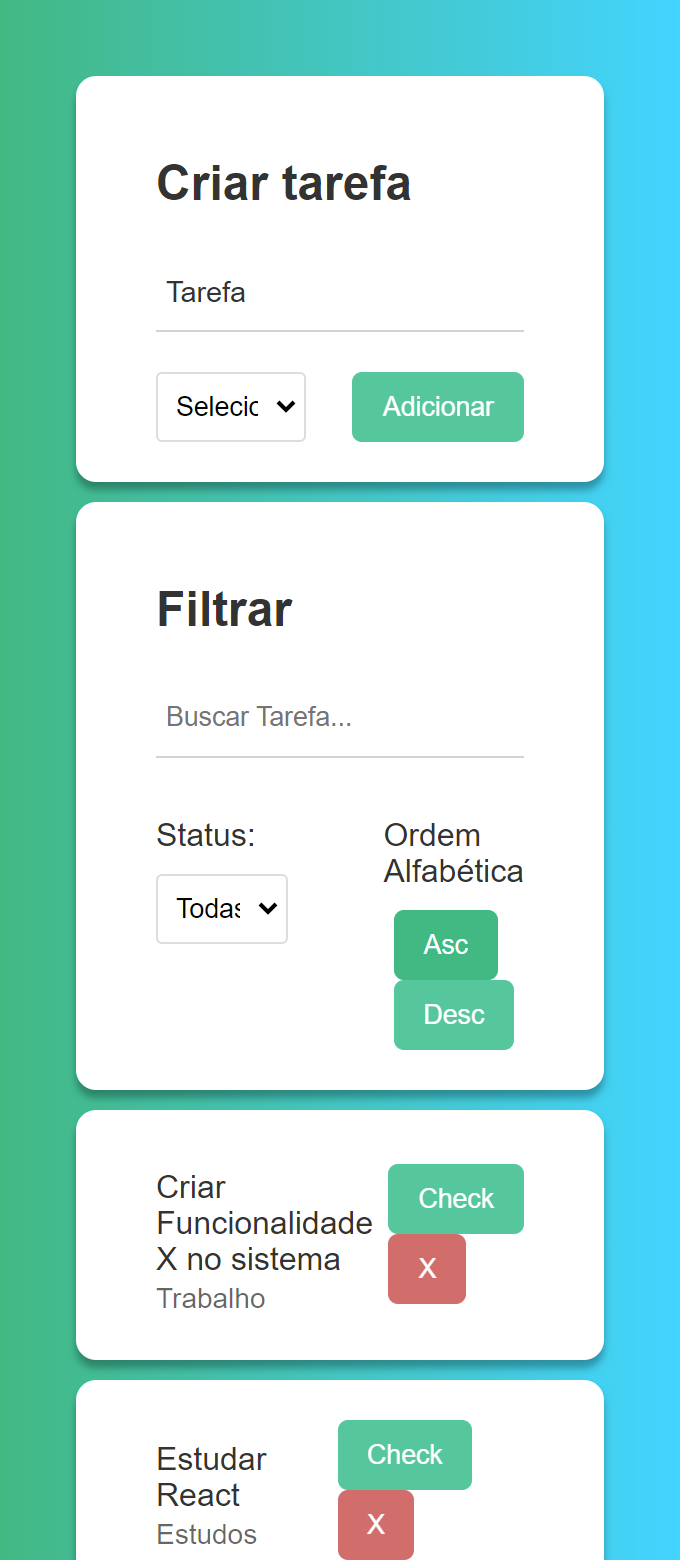 Criar tarefa
Tarefa
Selecic
Adicionar
Filtrar
Buscar Tarefa...
Status:
Todas
Ordem
Alfabética
Asc
Desc
Criar
Funcionalidade
X no sistema
Trabalho
Check
X
Estudar
React
Estudos
Check
X